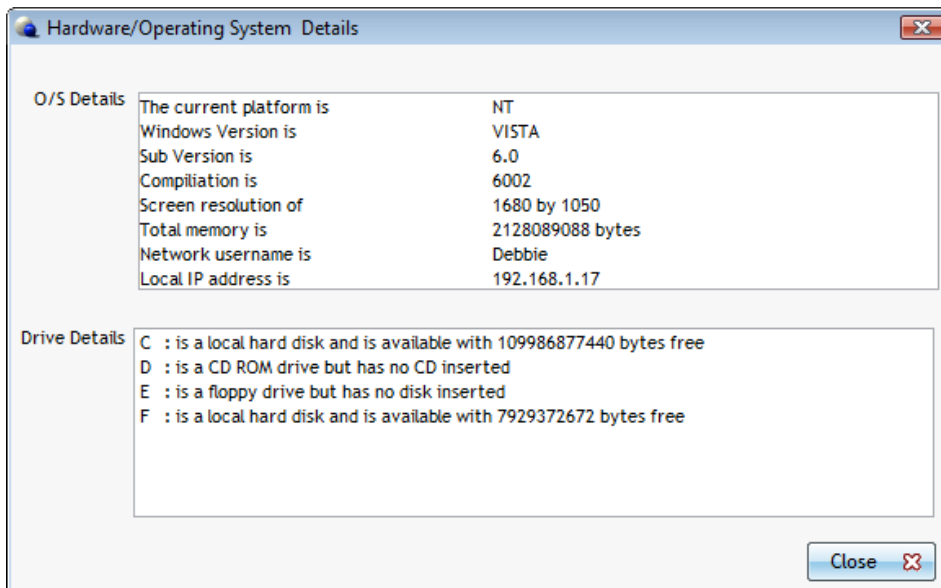 Hardware/Operating System Details
O/S Details
The current platform is NT
Windows Version is VISTA
Sub Version is 6.0
Compiliation is 6002
Screen resolution of 1680 by 1050
Total memory is 2128089088 bytes
Network username is Debbie
Local IP address is 192.168.1.17
Drive Details
C : is a local hard disk and is available with 109986877440 bytes free
D : is a CD ROM drive but has no CD inserted
E : is a floppy drive but has no disk inserted
F : is a local hard disk and is available with 7929372672 bytes free
Close